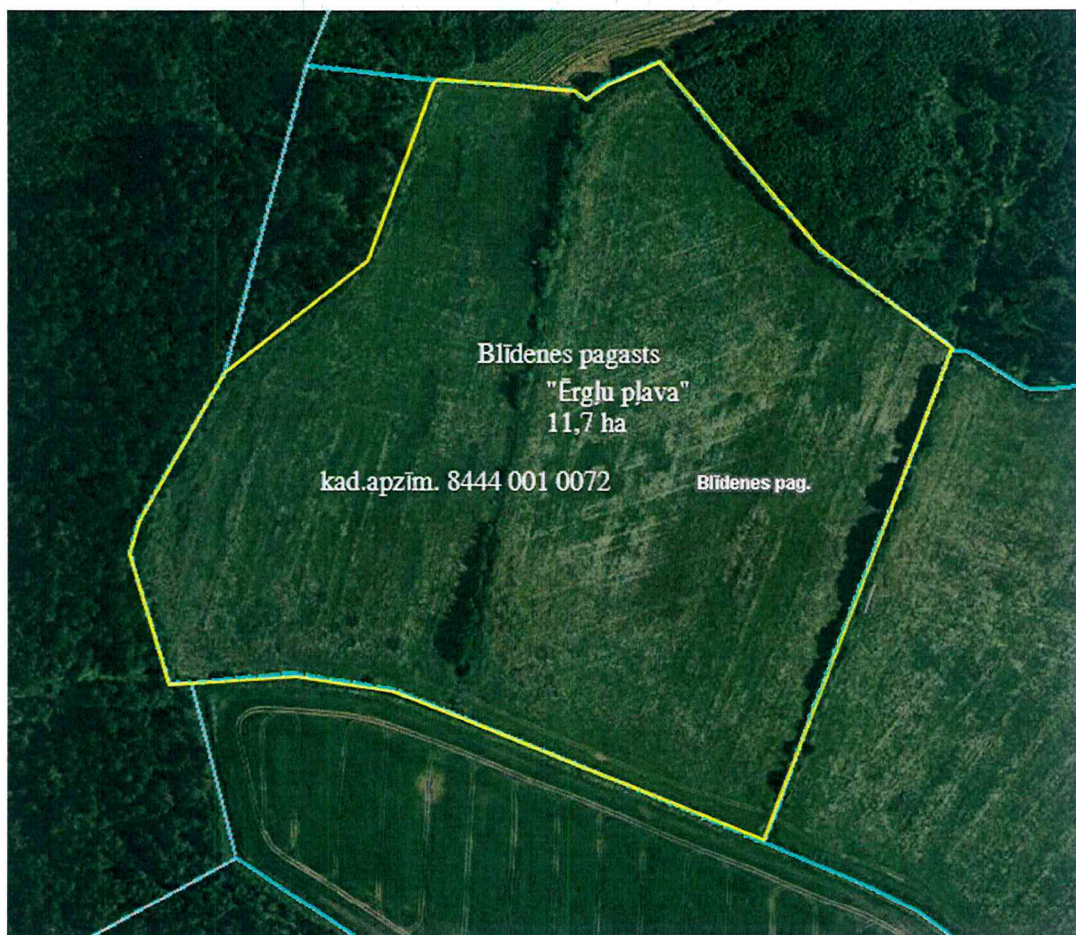 Blīdenes pagasts
"Ērgļu pļava"
11,7 ha
kad.apzīm. 8444 001 0072
Blīdenes pag.